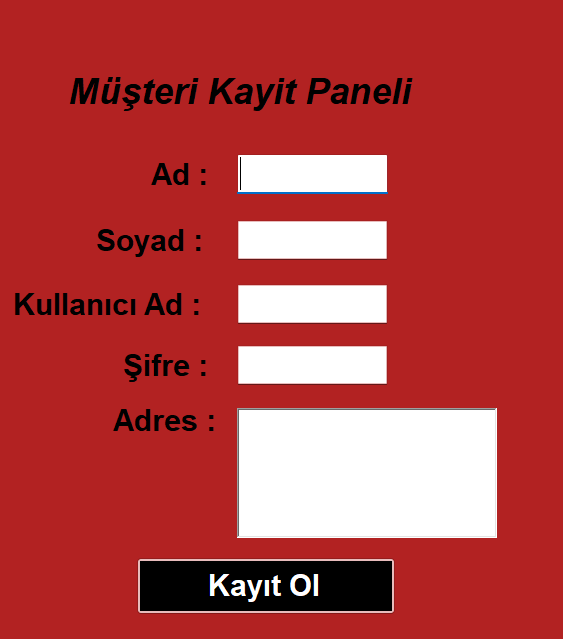 Müşteri Kayit Paneli
Ad :
Soyad :
Kullanıcı Ad :
Şifre :
Adres :
Kayıt Ol